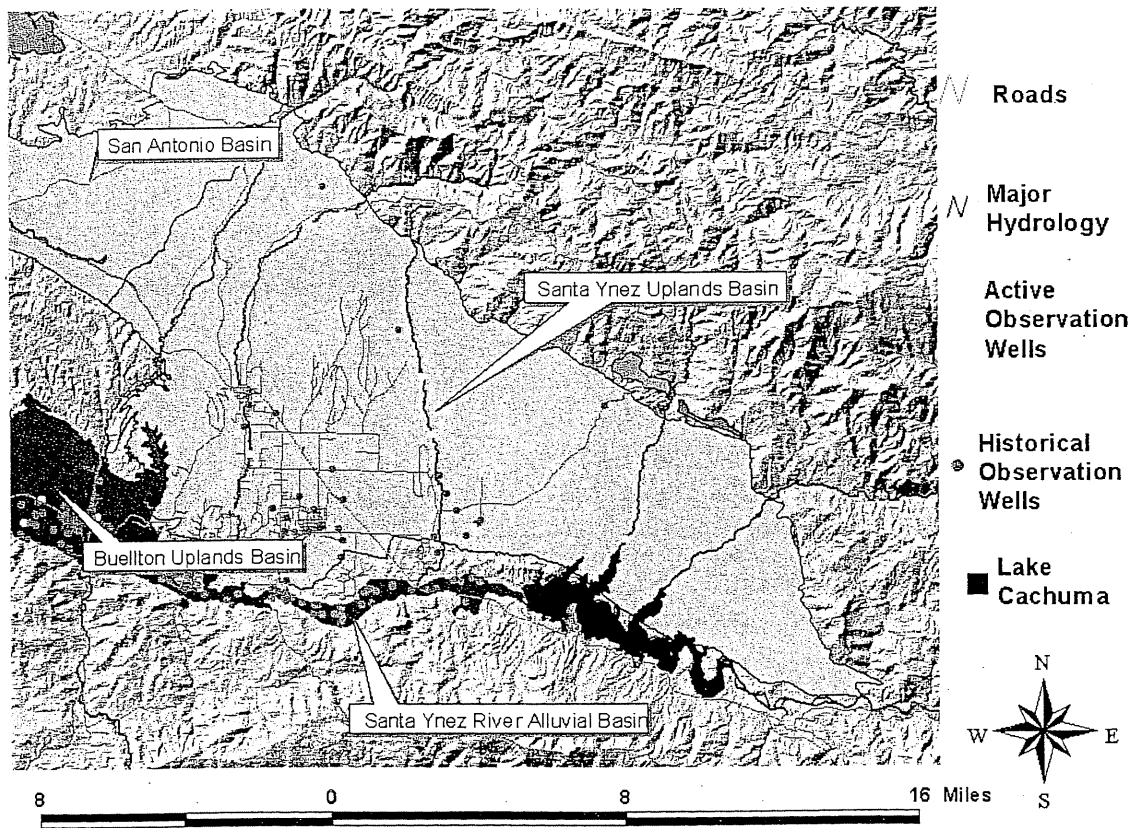 San Antonio Basin
Santa Ynez Uplands Basin
Buellton Uplands Basin
Santa Ynez River Alluvial Basin
Roads
Major
Hydrology
Active
Observation
Wells
Historical
Observation
Wells
Lake
Cachuma
N
W E
S
8 0 8 16 Miles